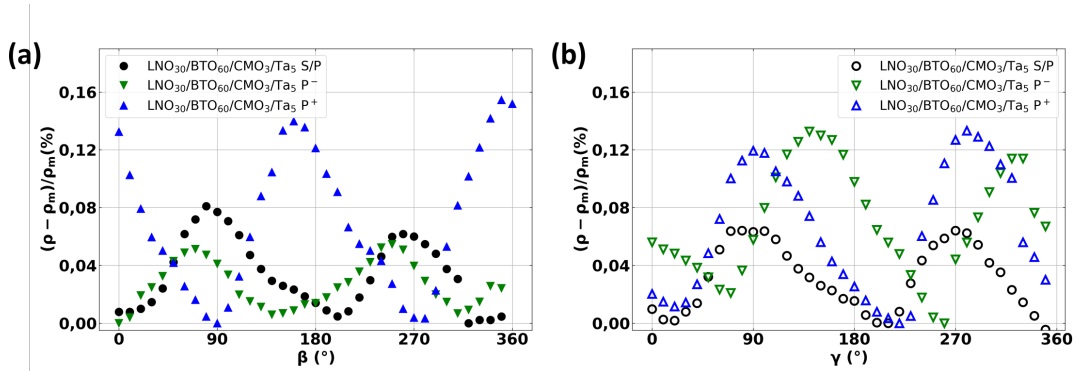 (a)
(ρ − ρm)/ρm(%)
0,16
0,12
0,08
0,04
0,00
LNO30/BTO60/CMO3/Ta5 S/P
LNO30/BTO60/CMO3/Ta5 P−
LNO30/BTO60/CMO3/Ta5 P+
0 90 180 270 360
β (°)
(b)
(ρ − ρm)/ρm(%)
0,16
0,12
0,08
0,04
0,00
LNO30/BTO60/CMO3/Ta5 S/P
LNO30/BTO60/CMO3/Ta5 P−
LNO30/BTO60/CMO3/Ta5 P+
0 90 180 270 360
γ (°)